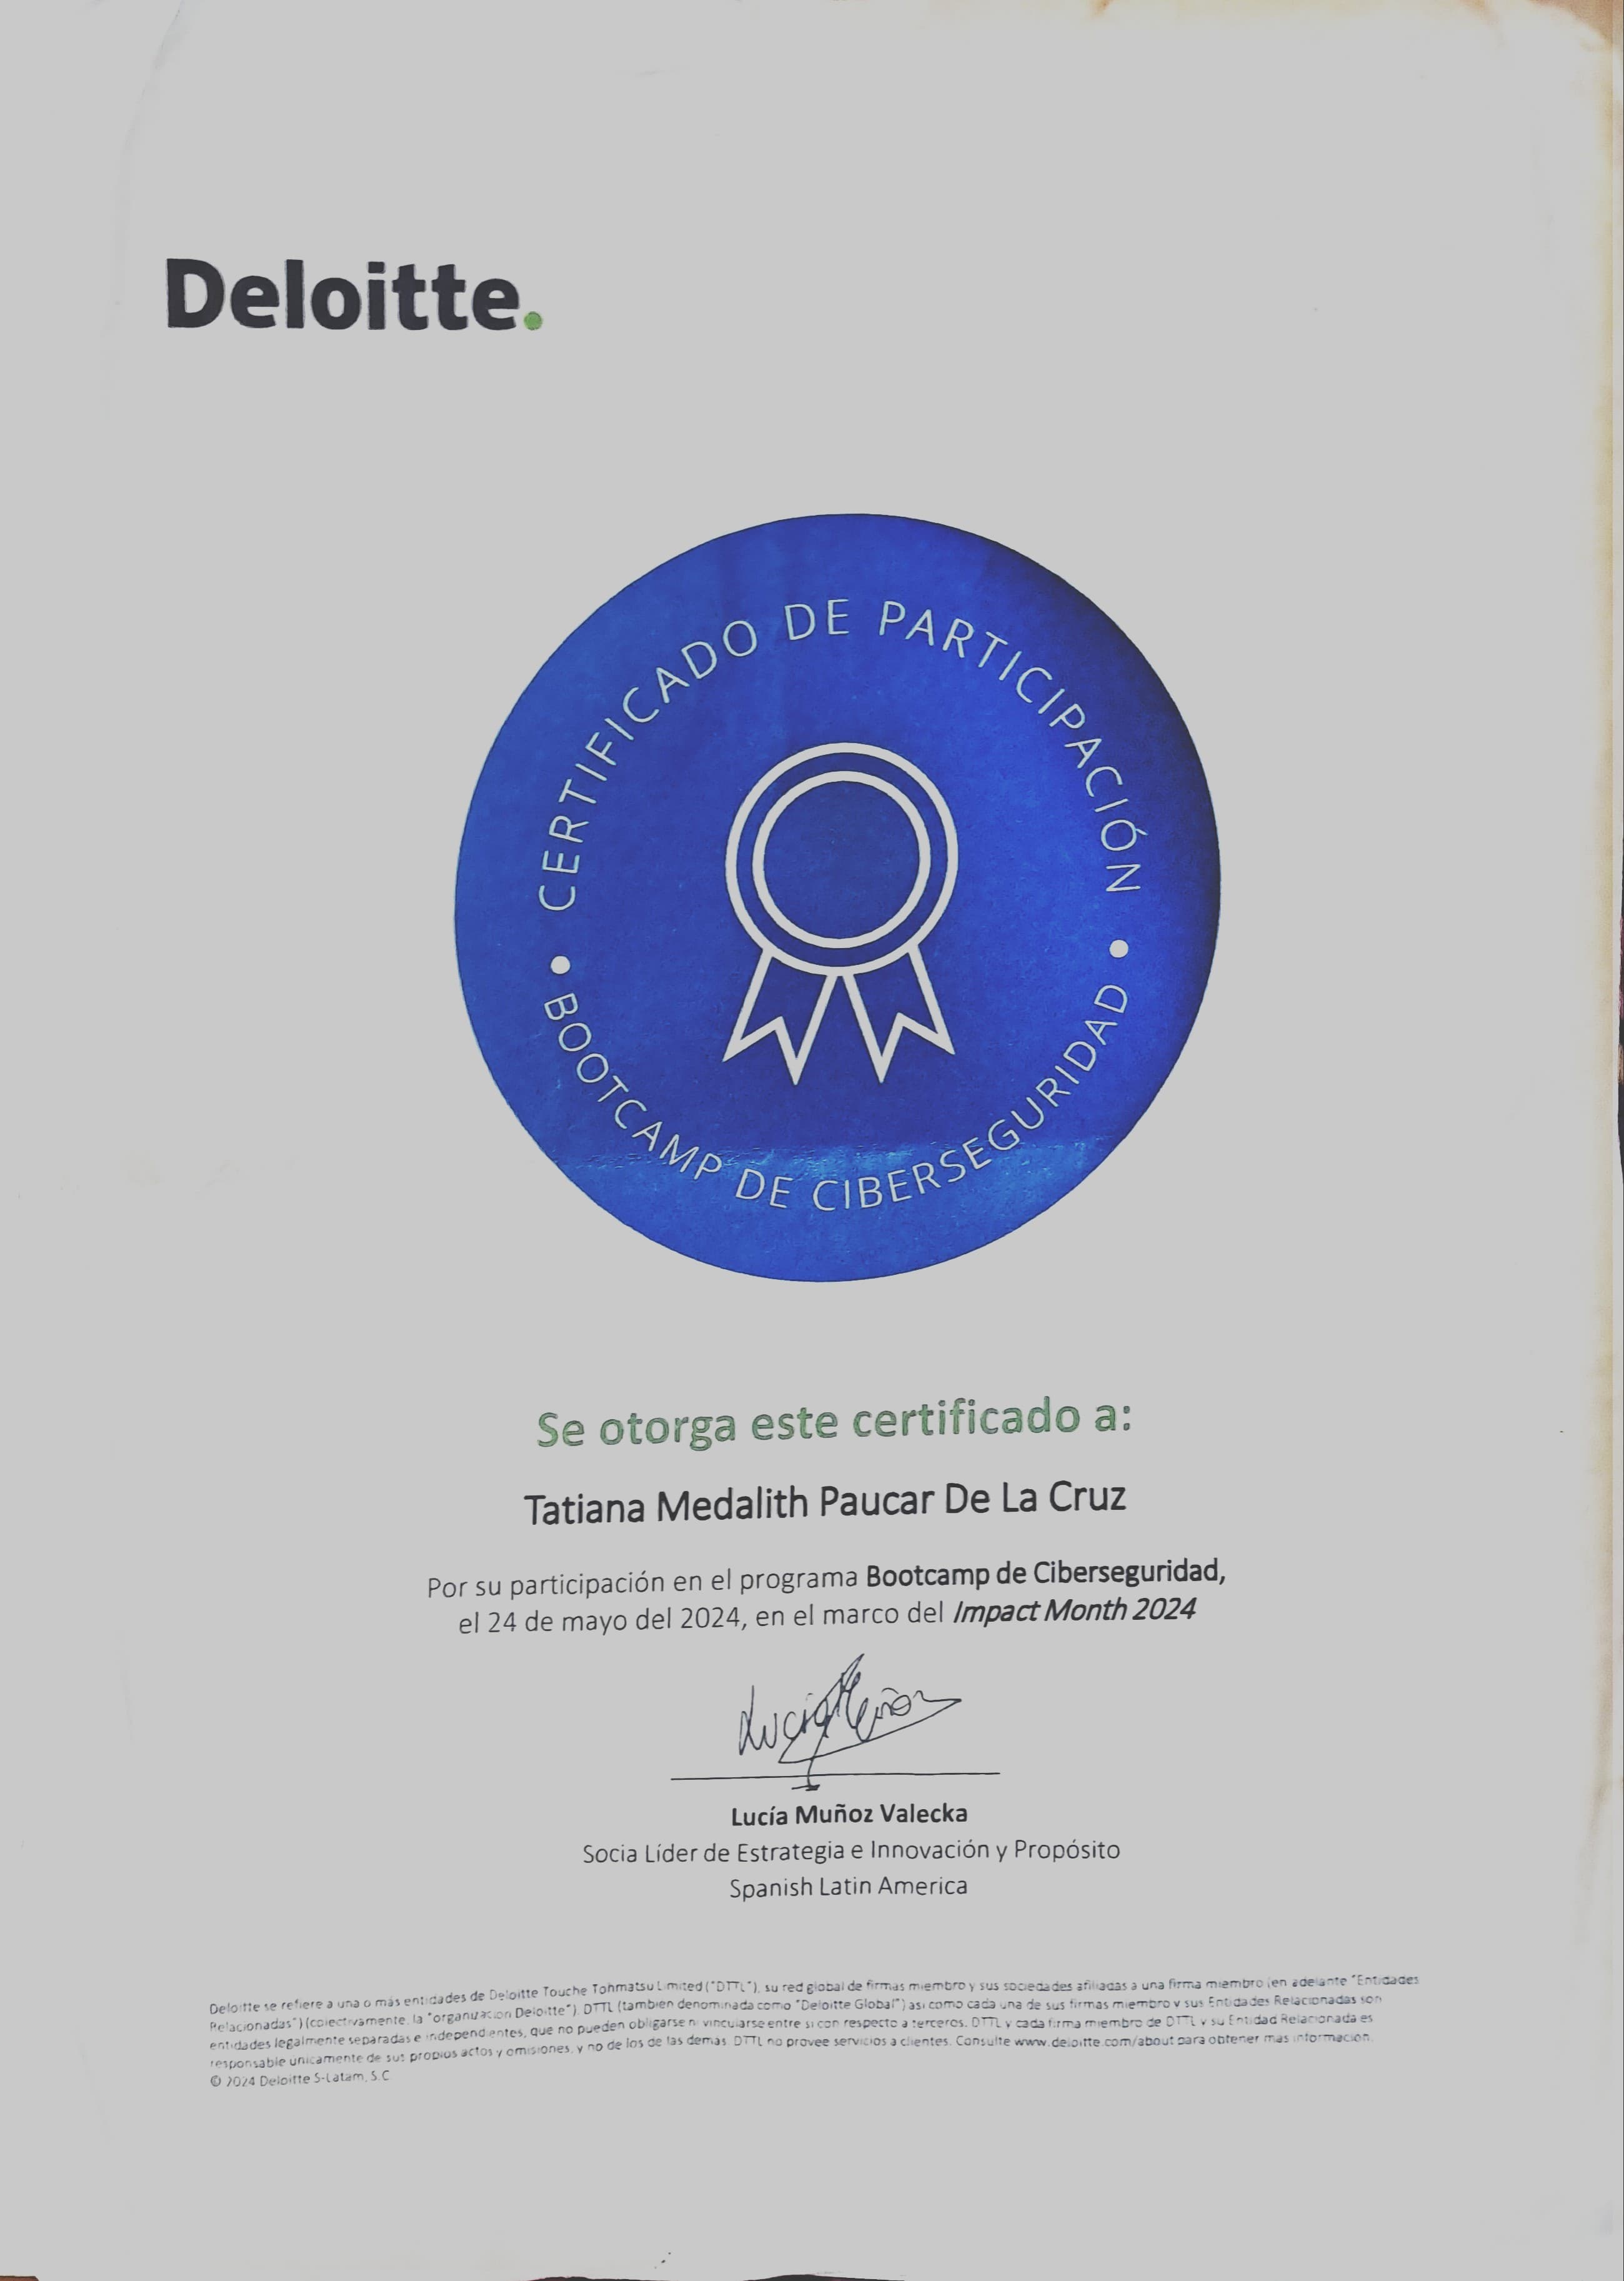 Deloitte.
CERTIFICADO DE PARTICIPACIÓN
• BOOTCAMP DE CIBERSEGURIDAD •
Se otorga este certificado a:
Tatiana Medalith Paucar De La Cruz
Por su participación en el programa Bootcamp de Ciberseguridad,
el 24 de mayo del 2024, en el marco del Impact Month 2024
Lucía Muñoz
Lucía Muñoz Valecka
Socia Líder de Estrategia e Innovación y Propósito
Spanish Latin America
Deloitte se refiere a una o más entidades de Deloitte Touche Tohmatsu Limited ("DTTL"), su red global de firmas miembro y sus sociedades afiliadas a una firma miembro (en adelante "Entidades
Relacionadas") (colectivamente, la "organización Deloitte"). DTTL (tambien denominada como "Deloitte Global") asi como cada una de sus firmas miembro y sus Entidades Relacionadas son
entidades legalmente separadas e independientes, que no pueden obligarse ni vincularse entre si con respecto a terceros. DTTL y cada firma miembro de DTTL y su Entidad Relacionada es
responsable unicamente de sus propios actos y omisiones, y no de los de las demás. DTTL no provee servicios a clientes. Consulte www.deloitte.com/about para obtener mas informacion.
© 2024 Deloitte S-Latam, S.C